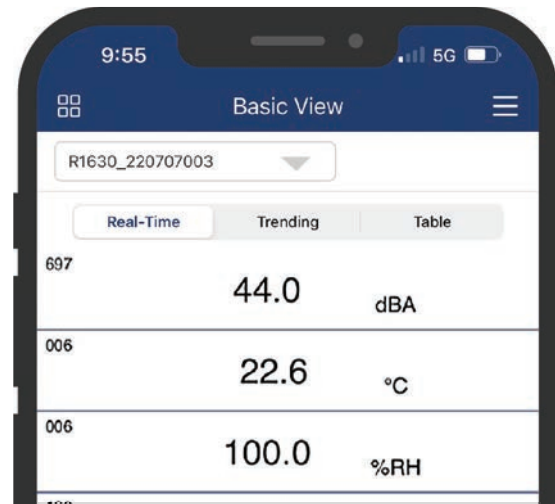 9:55 5G
Basic View
R1630_220707003
Real-Time Trending Table
697
44.0 dBA
006
22.6 °C
006
100.0 %RH